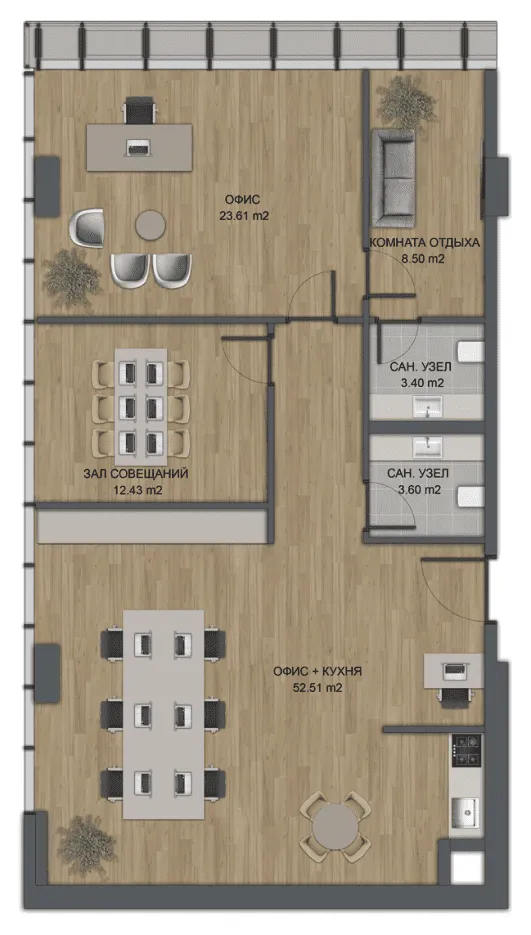 ОФИС
23.61 m2
КОМНАТА ОТДЫХА
8.50 m2
САН. УЗЕЛ
3.40 m2
ЗАЛ СОВЕЩАНИЙ
12.43 m2
САН. УЗЕЛ
3.60 m2
ОФИС + КУХНЯ
52.51 m2